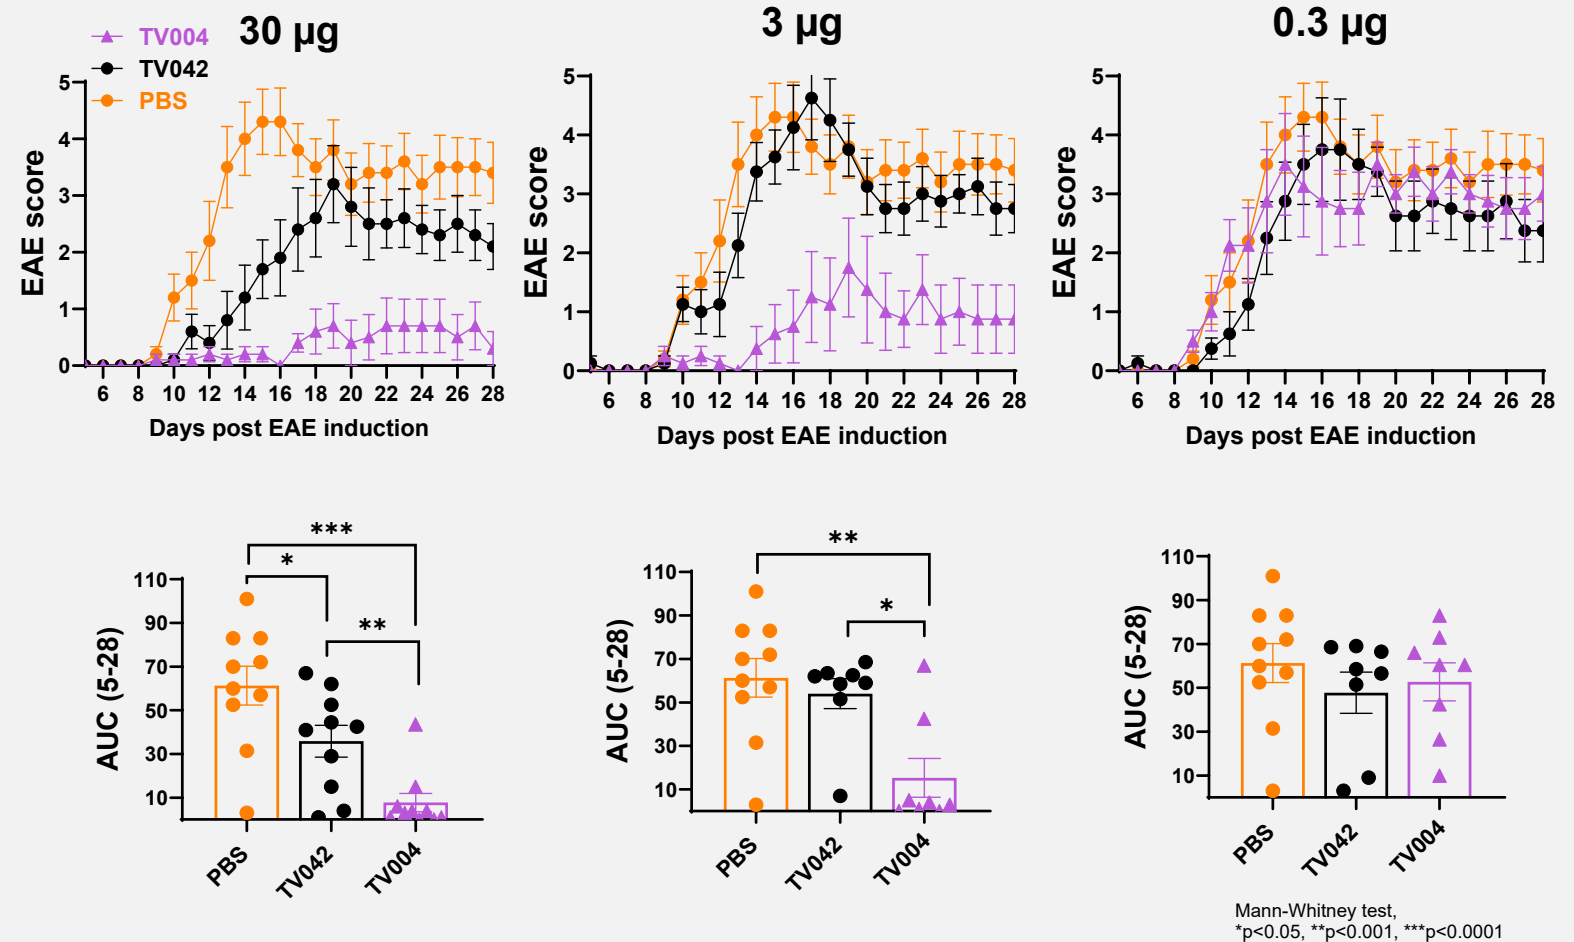 30 µg
3 µg
0.3 µg
TV004
TV042
PBS
EAE score
5
4
3
2
1
0
6 8 10 12 14 16 18 20 22 24 26 28
Days post EAE induction
EAE score
5
4
3
2
1
0
6 8 10 12 14 16 18 20 22 24 26 28
Days post EAE induction
EAE score
5
4
3
2
1
0
6 8 10 12 14 16 18 20 22 24 26 28
Days post EAE induction
***
*
**
AUC (5-28)
110
90
70
50
30
10
PBS
TV042
TV004
**
*
AUC (5-28)
110
90
70
50
30
10
PBS
TV042
TV004
AUC (5-28)
110
90
70
50
30
10
PBS
TV042
TV004
Mann-Whitney test,
*p<0.05, **p<0.001, ***p<0.0001